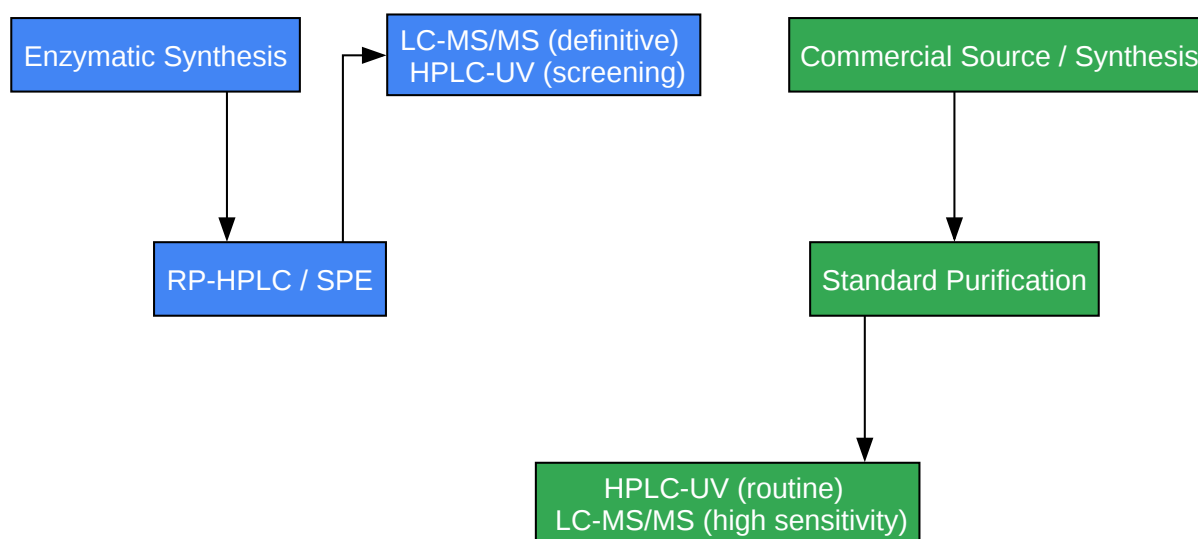 Enzymatic Synthesis
LC-MS/MS (definitive)
HPLC-UV (screening)
Commercial Source / Synthesis
RP-HPLC / SPE
Standard Purification
HPLC-UV (routine)
LC-MS/MS (high sensitivity)